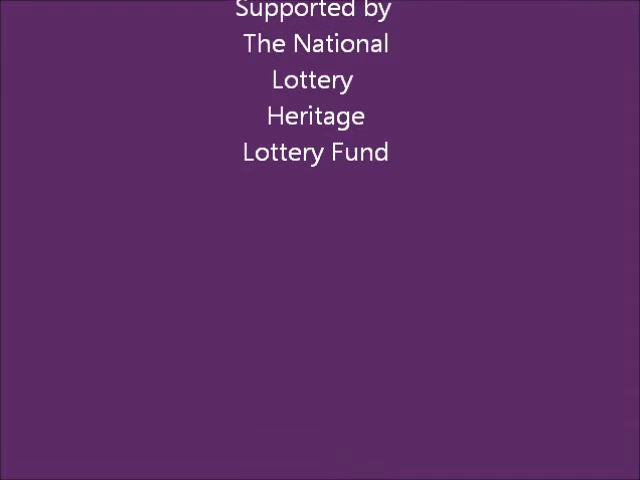 Supported by
The National
Lottery
Heritage
Lottery Fund